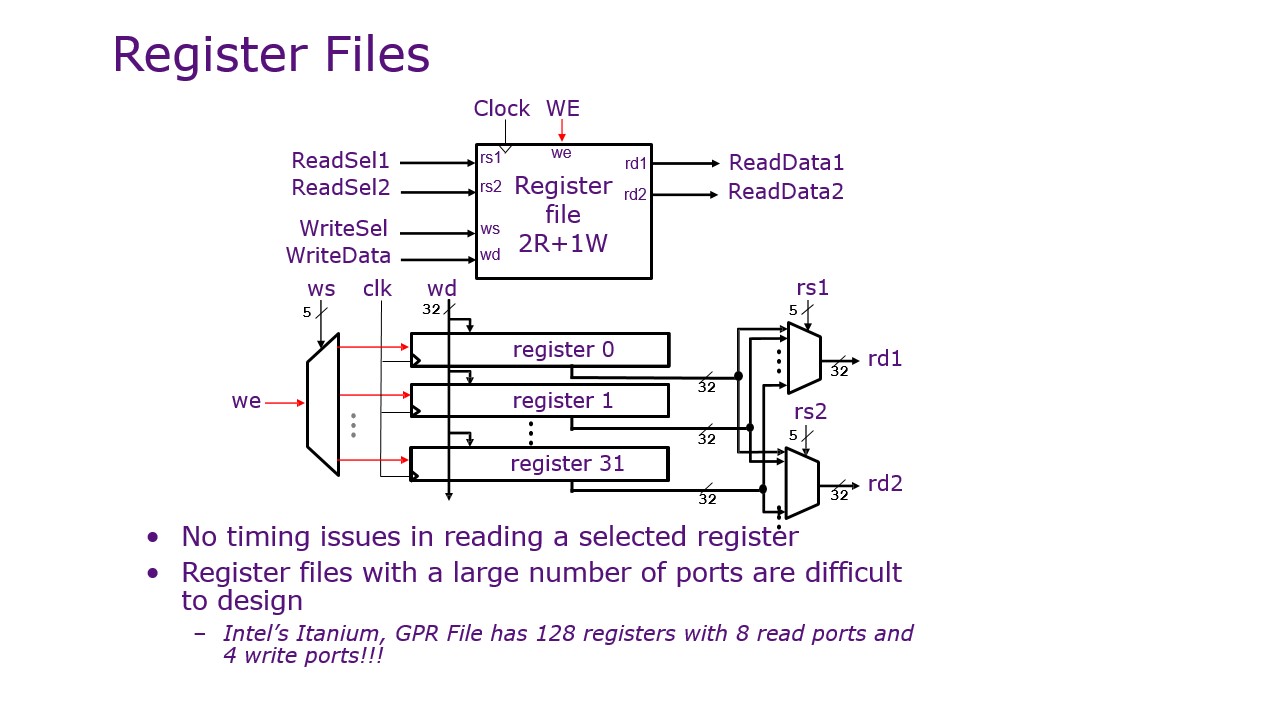 Register Files
Clock WE
ReadSel1
ReadSel2
WriteSel
WriteData
rs1
rs2
ws
wd
we
Register
file
2R+1W
rd1
rd2
ReadData1
ReadData2
ws clk wd rs1
5 32 5
register 0
32
32 rd1
we
register 1
32
rs2
5
register 31
32
32 rd2
• No timing issues in reading a selected register
• Register files with a large number of ports are difficult
to design
– Intel’s Itanium, GPR File has 128 registers with 8 read ports and
4 write ports!!!